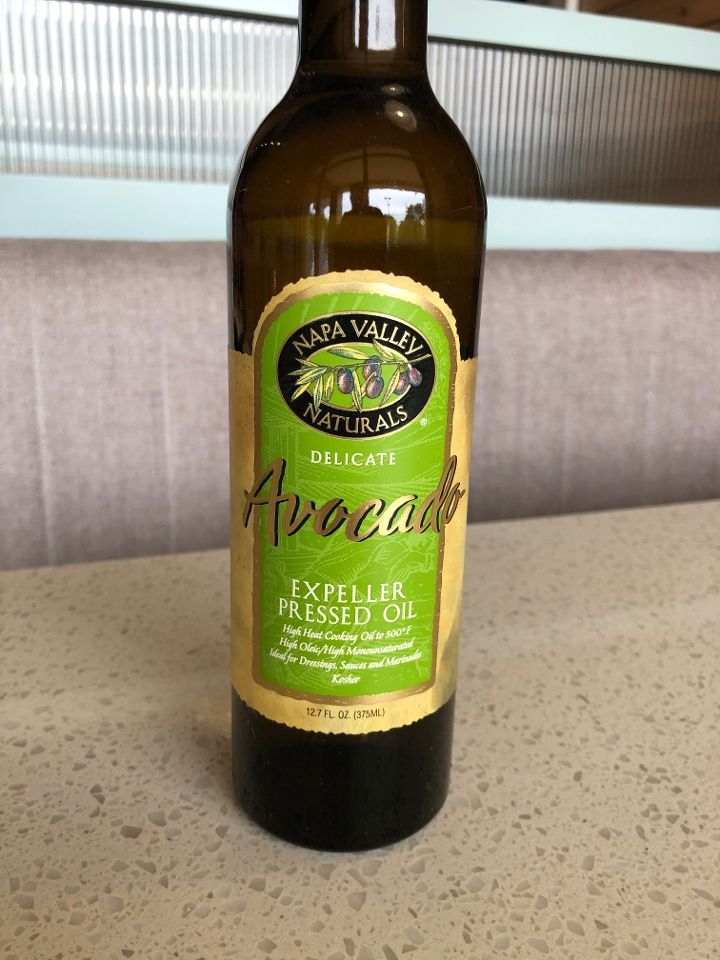 NAPA VALLEY
NATURALS
®
DELICATE
Avocado
EXPELLER
PRESSED OIL
High Heat Cooking Oil to 500°F
High Oleic/High Monounsaturated
Ideal for Dressings, Sauces and Marinades
Kosher
12.7 FL. OZ. (375ML)